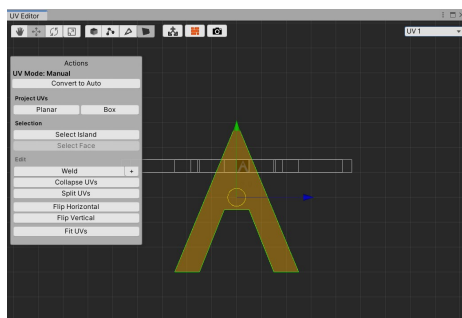 UV Editor
UV 1
Actions
UV Mode: Manual
Convert to Auto
Project UVs
Planar Box
Selection
Select Island
Select Face
Edit
Weld +
Collapse UVs
Split UVs
Flip Horizontal
Flip Vertical
Fit UVs